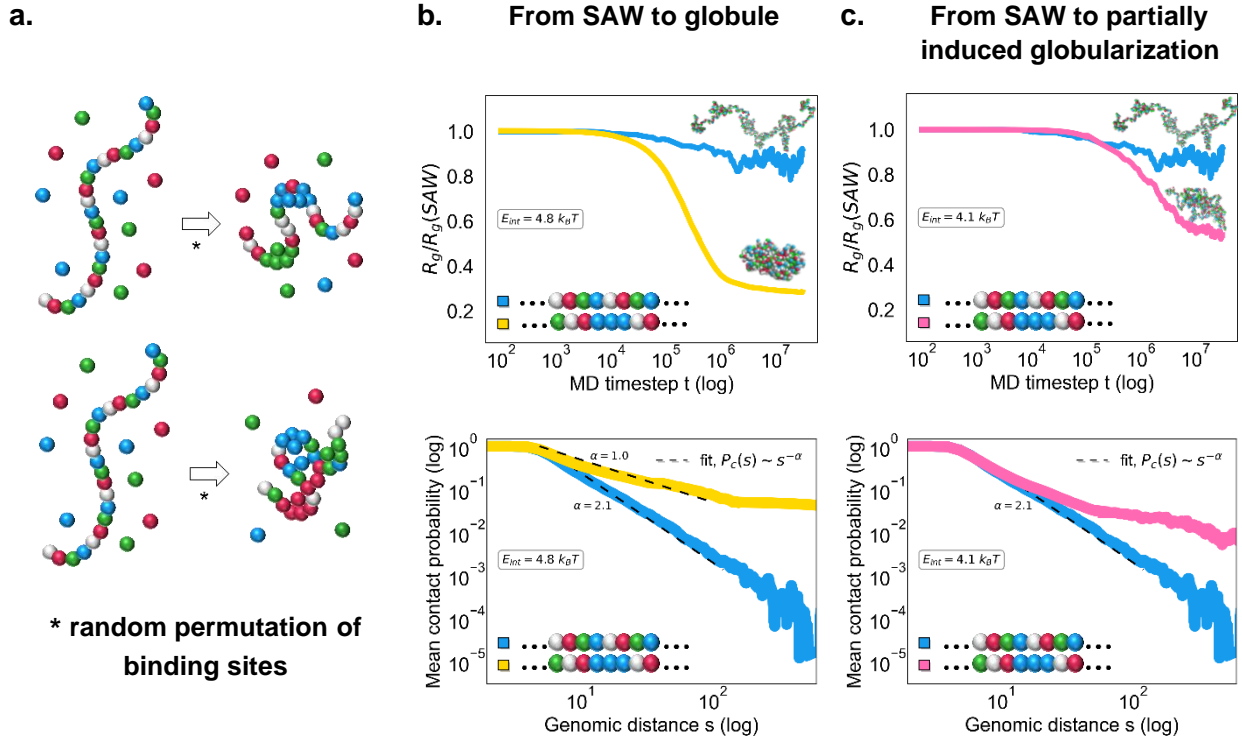 a.
*
*
* random permutation of
binding sites
b.
From SAW to globule
R_g/R_g(SAW)
1.0
0.8
0.6
0.4
0.2
E_int = 4.8 k_BT
10^2 10^3 10^4 10^5 10^6 10^7
MD timestep t (log)
Mean contact probability (log)
10^0
10^-1
10^-2
10^-3
10^-4
10^-5
α = 1.0
α = 2.1
fit, P_c(s) ~ s^-α
E_int = 4.8 k_BT
10^1 10^2
Genomic distance s (log)
c.
From SAW to partially
induced globularization
R_g/R_g(SAW)
1.0
0.8
0.6
0.4
0.2
E_int = 4.1 k_BT
10^2 10^3 10^4 10^5 10^6 10^7
MD timestep t (log)
Mean contact probability (log)
10^0
10^-1
10^-2
10^-3
10^-4
10^-5
α = 2.1
fit, P_c(s) ~ s^-α
E_int = 4.1 k_BT
10^1 10^2
Genomic distance s (log)